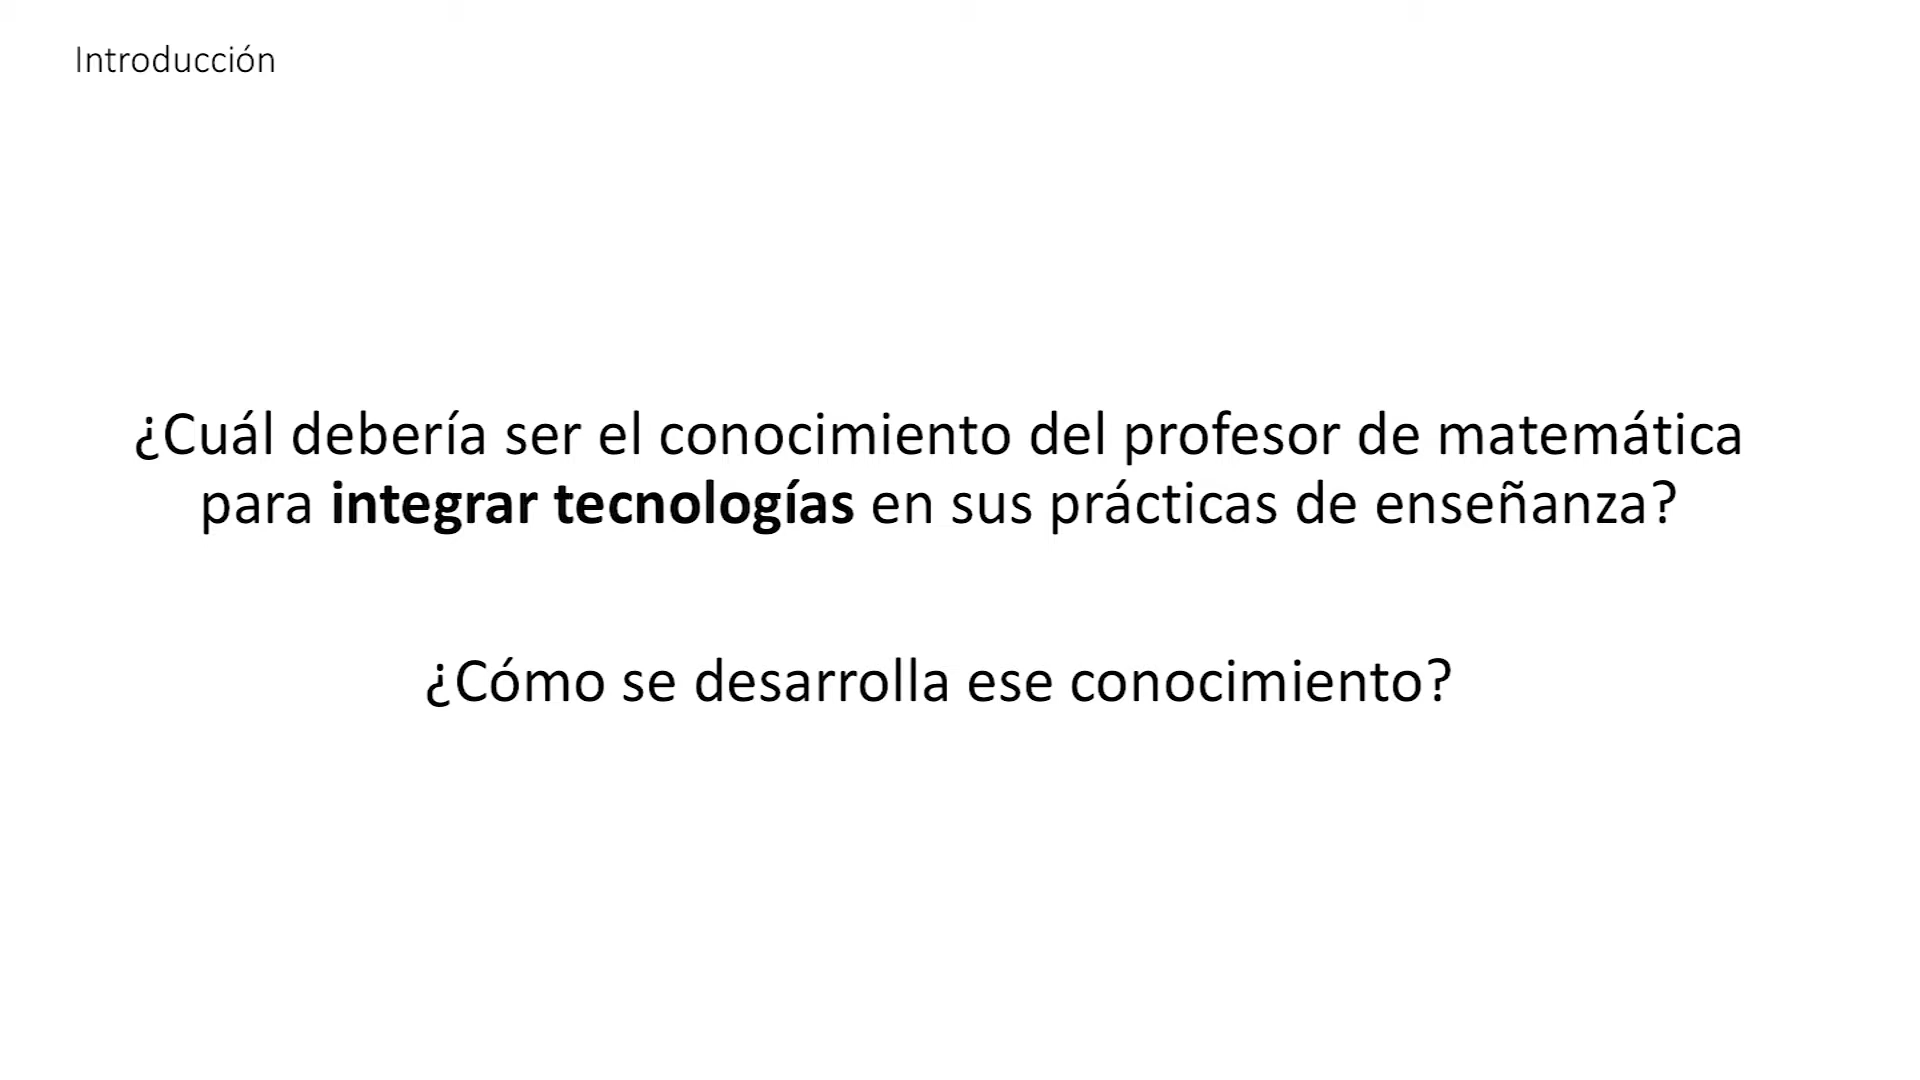 Introducción
¿Cuál debería ser el conocimiento del profesor de matemática
para integrar tecnologías en sus prácticas de enseñanza?
¿Cómo se desarrolla ese conocimiento?